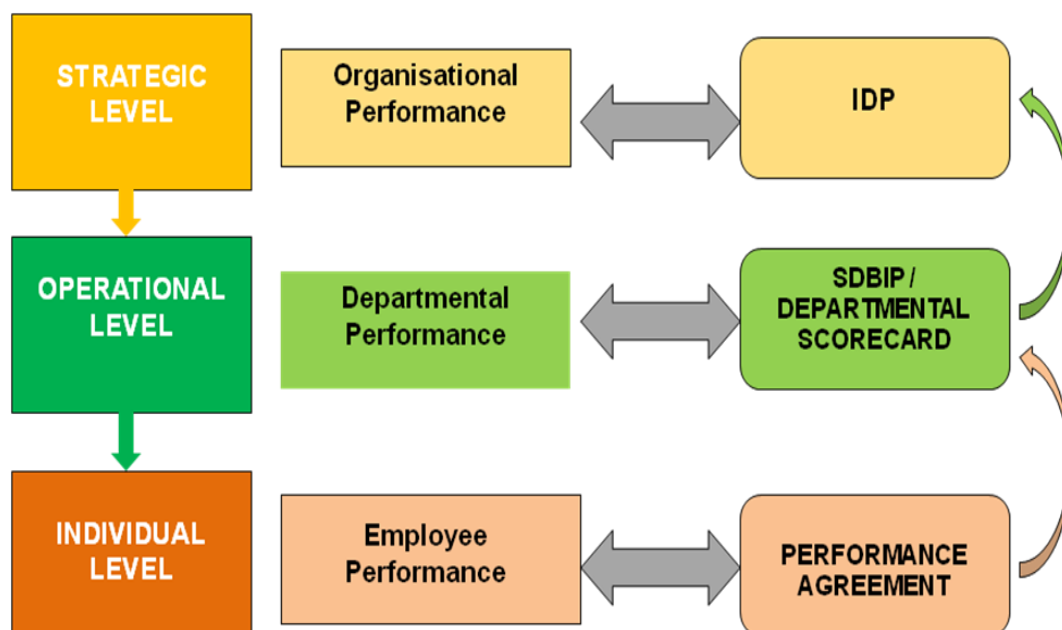 STRATEGIC
LEVEL
Organisational
Performance
IDP
OPERATIONAL
LEVEL
Departmental
Performance
SDBIP /
DEPARTMENTAL
SCORECARD
INDIVIDUAL
LEVEL
Employee
Performance
PERFORMANCE
AGREEMENT